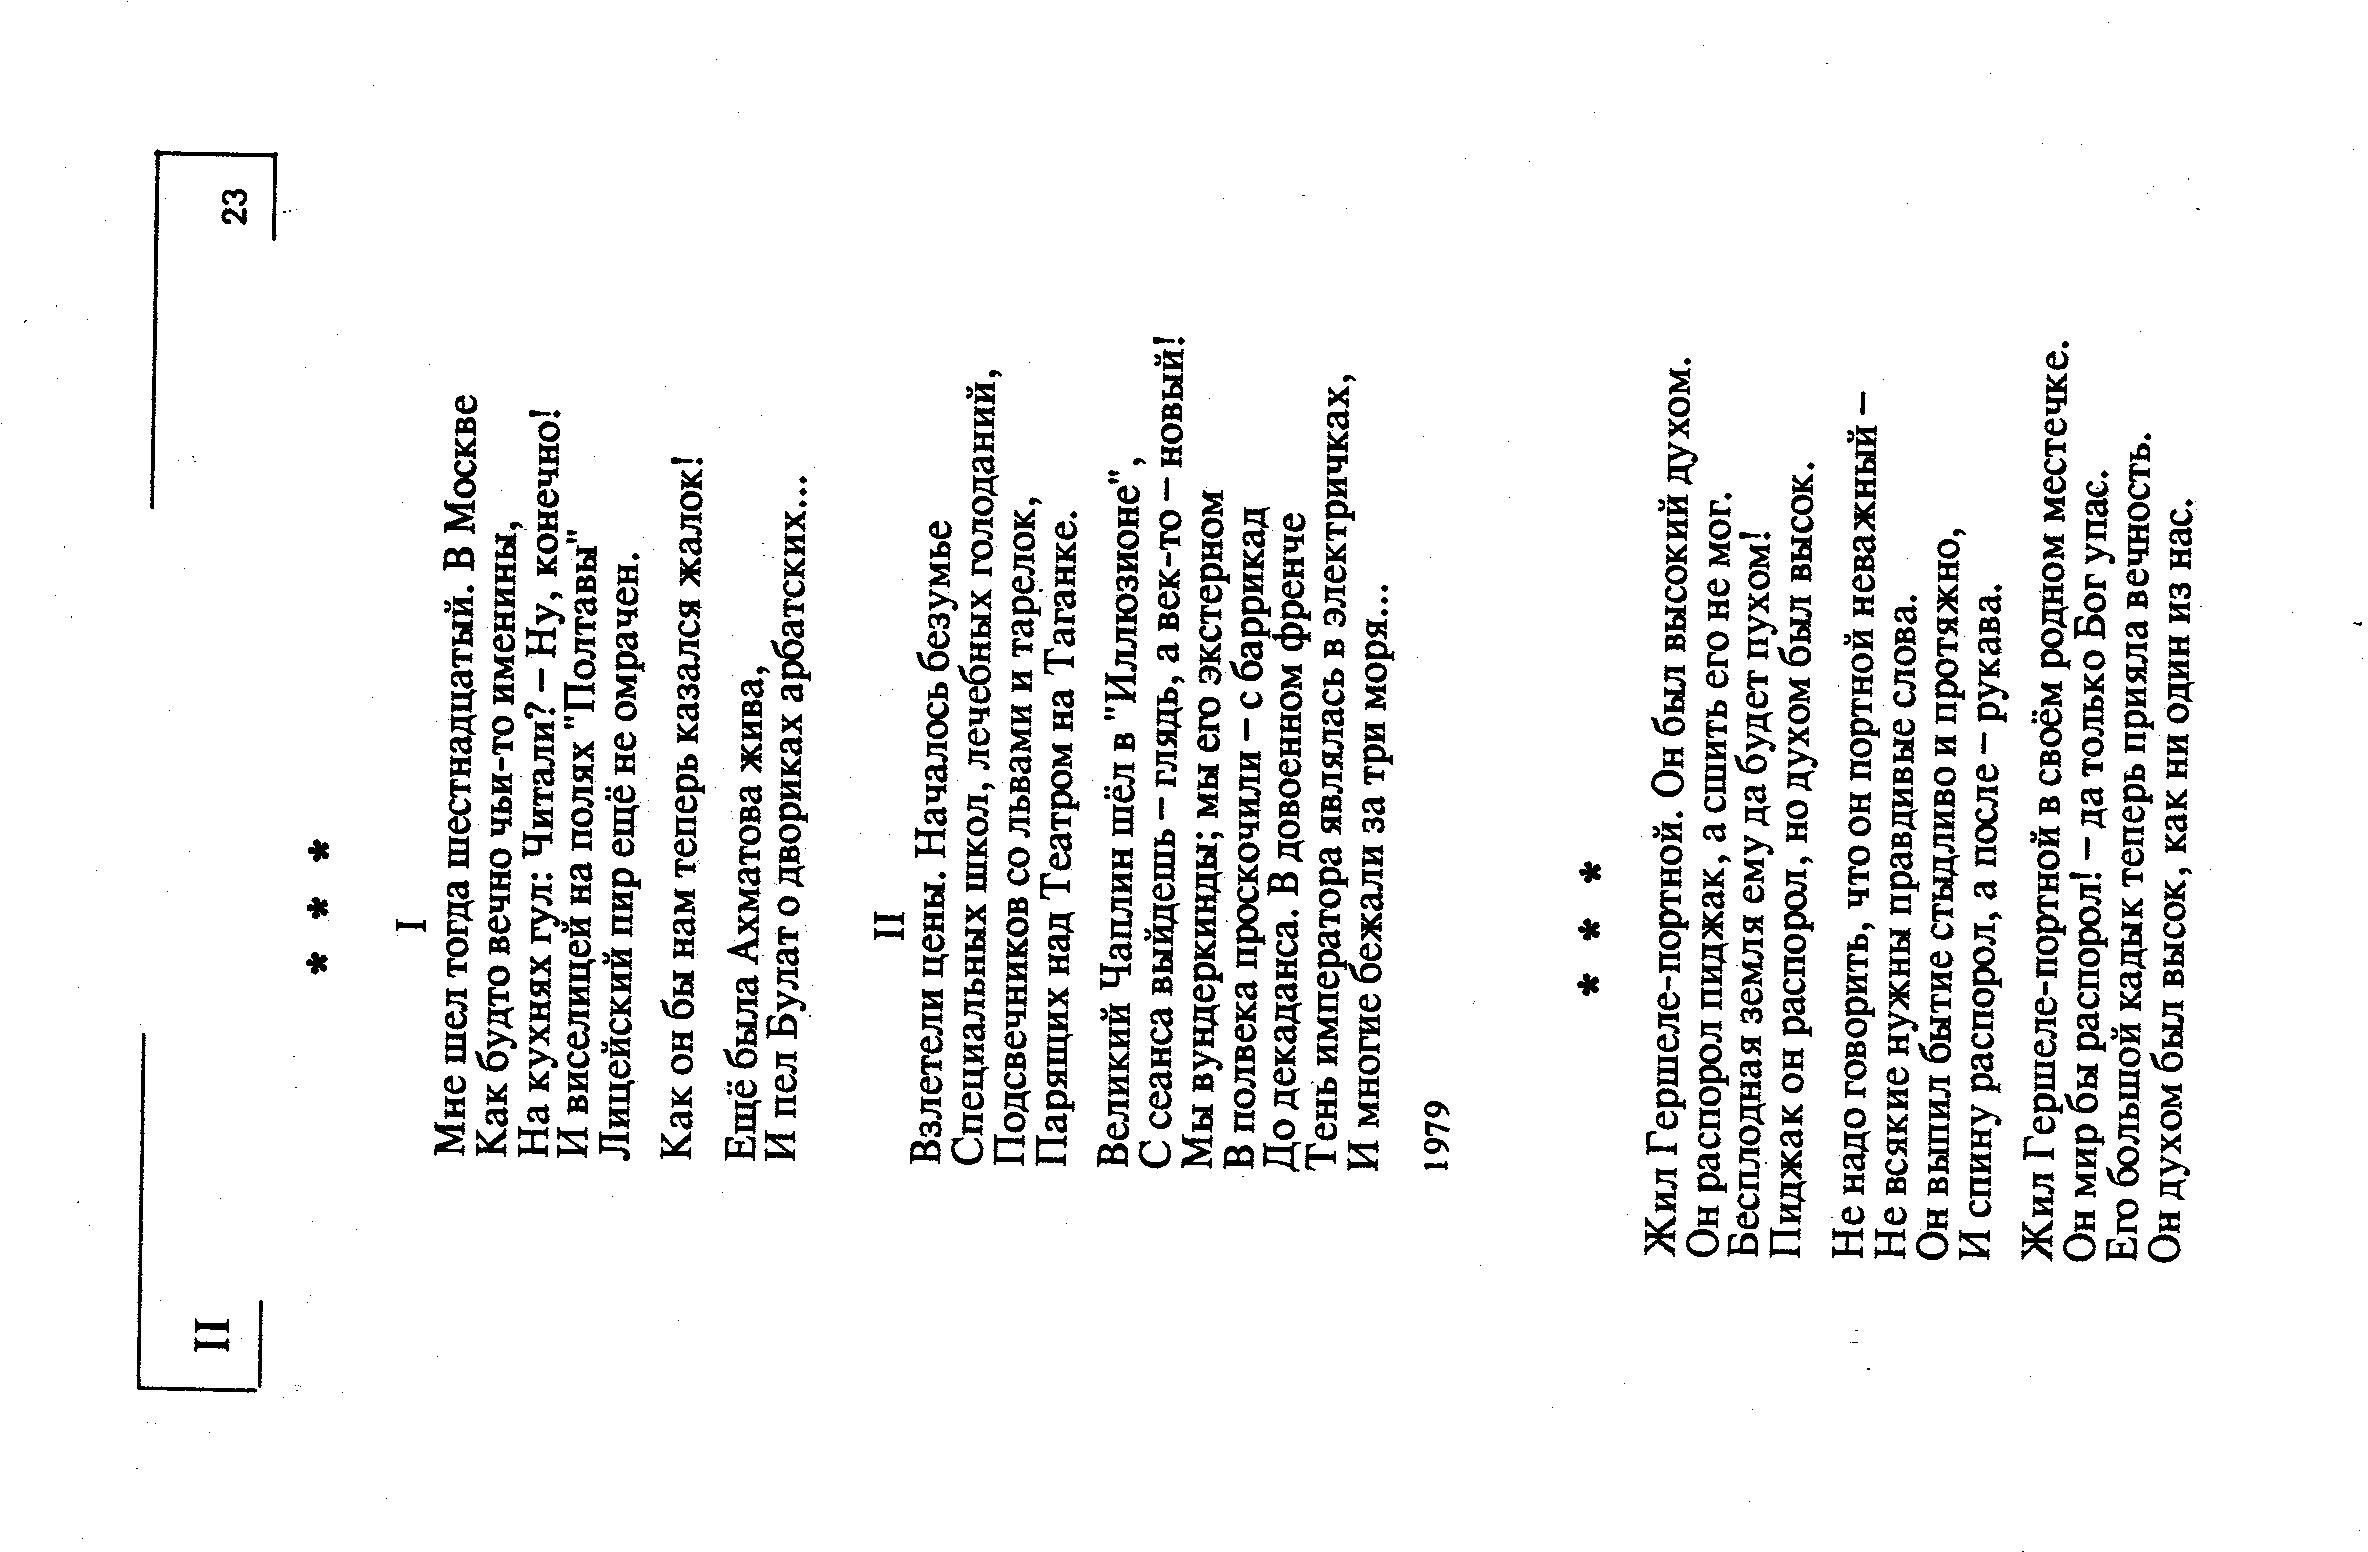 II
23
* * *
I
Мне шел тогда шестнадцатый. В Москве
Как будто вечно чьи-то именины,
На кухнях гул: Читали? – Ну, конечно!
И виселицей на полях "Полтавы"
Лицейский пир ещё не омрачен.
Как он бы нам теперь казался жалок!
Ещё была Ахматова жива,
И пел Булат о двориках арбатских...
II
Взлетели цены. Началось безумье
Специальных школ, лечебных голоданий,
Подсвечников со львами и тарелок,
Парящих над Театром на Таганке.
Великий Чаплин шёл в "Иллюзионе",
С сеанса выйдешь – глядь, а век-то – новый!
Мы вундеркинды; мы его экстерном
В полвека проскочили – с баррикад
До декаданса. В довоенном френче
Тень императора являлась в электричках,
И многие бежали за три моря...
1979
* * *
Жил Гершеле-портной. Он был высокий духом.
Он распорол пиджак, а сшить его не мог.
Бесплодная земля ему да будет пухом!
Пиджак он распорол, но духом был высок.
Не надо говорить, что он портной неважный –
Не всякие нужны правдивые слова.
Он выпил бытие стыдливо и протяжно,
И спину распорол, а после – рукава.
Жил Гершеле-портной в своём родном местечке.
Он мир бы распорол! – да только Бог упас.
Его большой кадык теперь прияла вечность.
Он духом был высок, как ни один из нас.